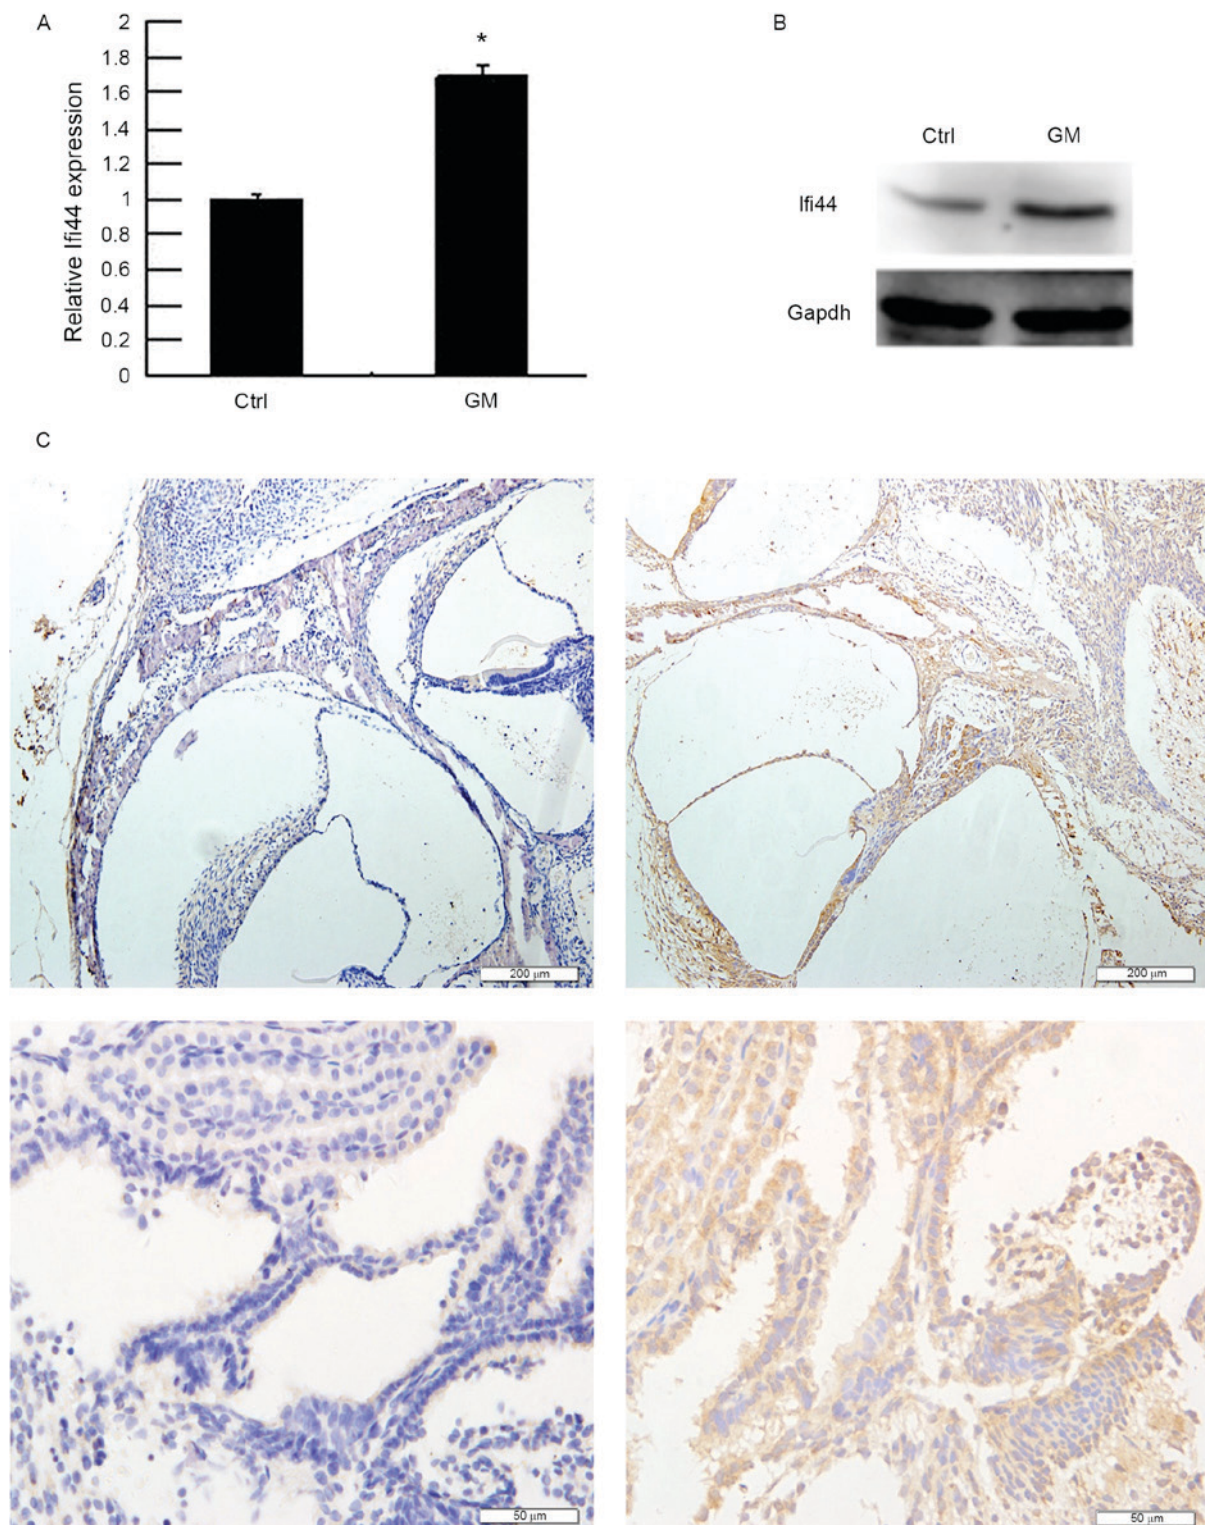 A
B
2
1.8
1.6
1.4
1.2
1
0.8
0.6
0.4
0.2
0
Relative Ifi44 expression
*
Ctrl
GM
Ctrl
GM
Ifi44
Gapdh
C
200 µm
200 µm
50 µm
50 µm